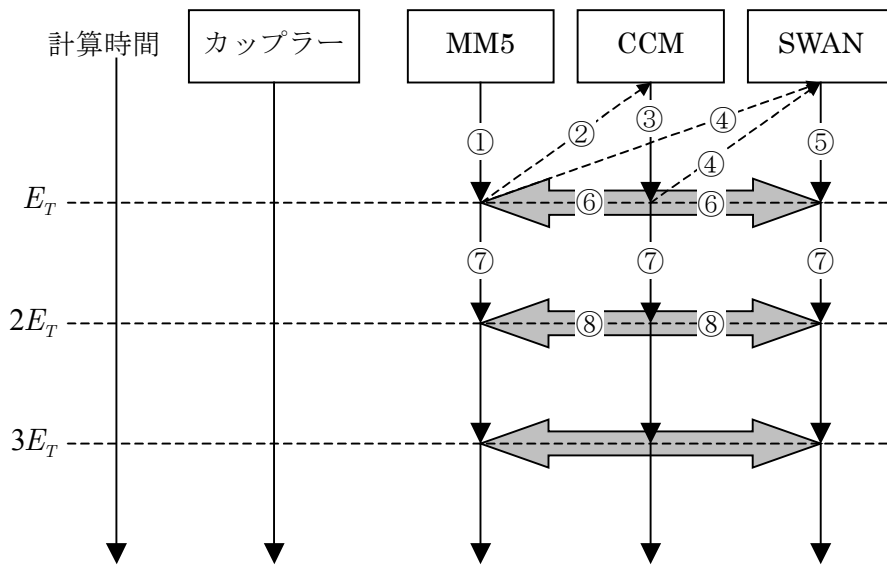 計算時間
カップラー
MM5
CCM
SWAN
①
②
③
④
④
⑤
E_T
⑥
⑥
⑦
⑦
⑦
2E_T
⑧
⑧
3E_T